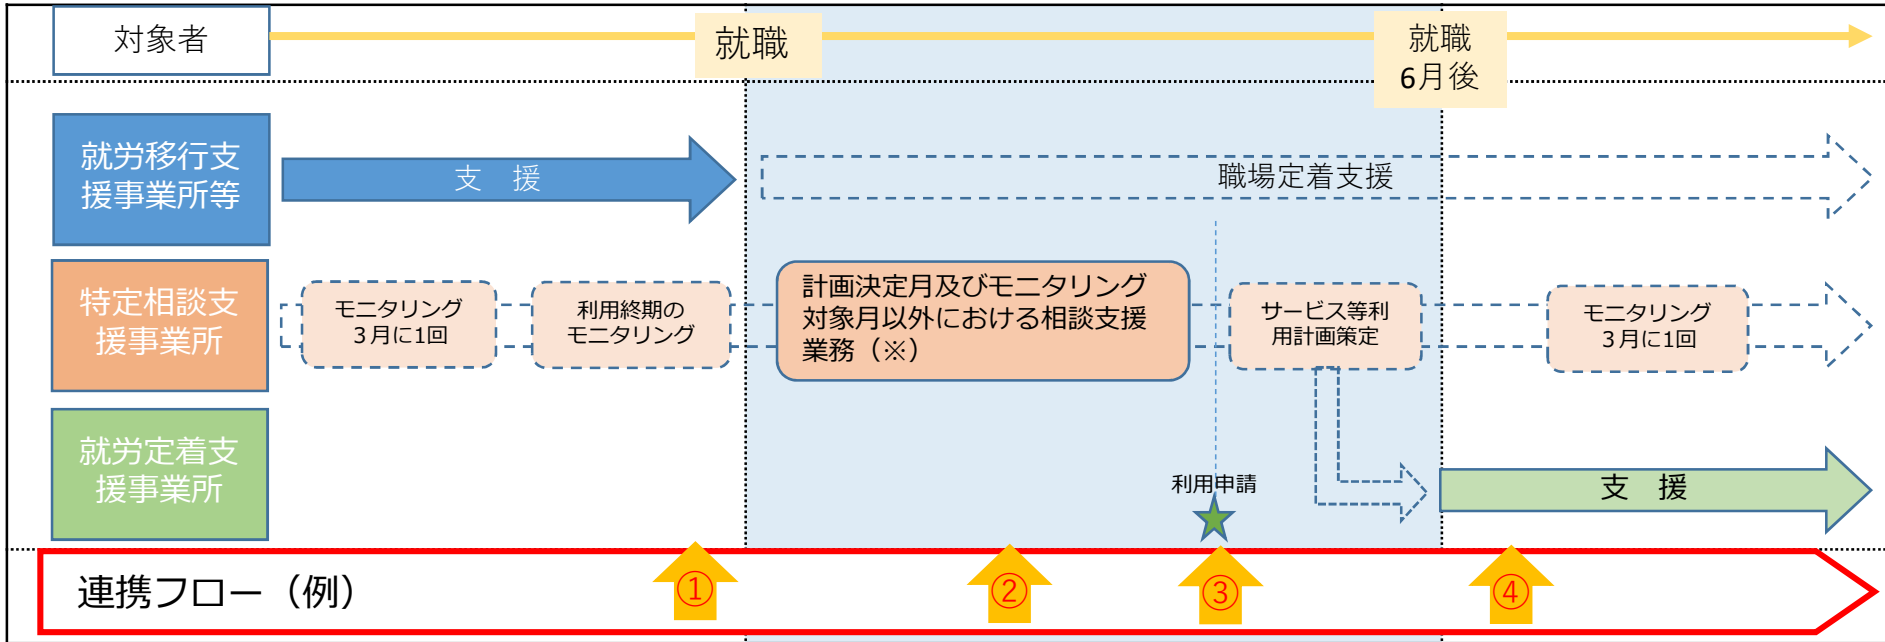 対象者
就職
就職
6月後
就労移行支
援事業所等
支　援
職場定着支援
特定相談支
援事業所
モニタリング
３月に1回
利用終期の
モニタリング
計画決定月及びモニタリング
対象月以外における相談支援
業務（※）
サービス等利
用計画策定
モニタリング
３月に1回
就労定着支
援事業所
利用申請
支　援
連携フロー（例）
①
②
③
④